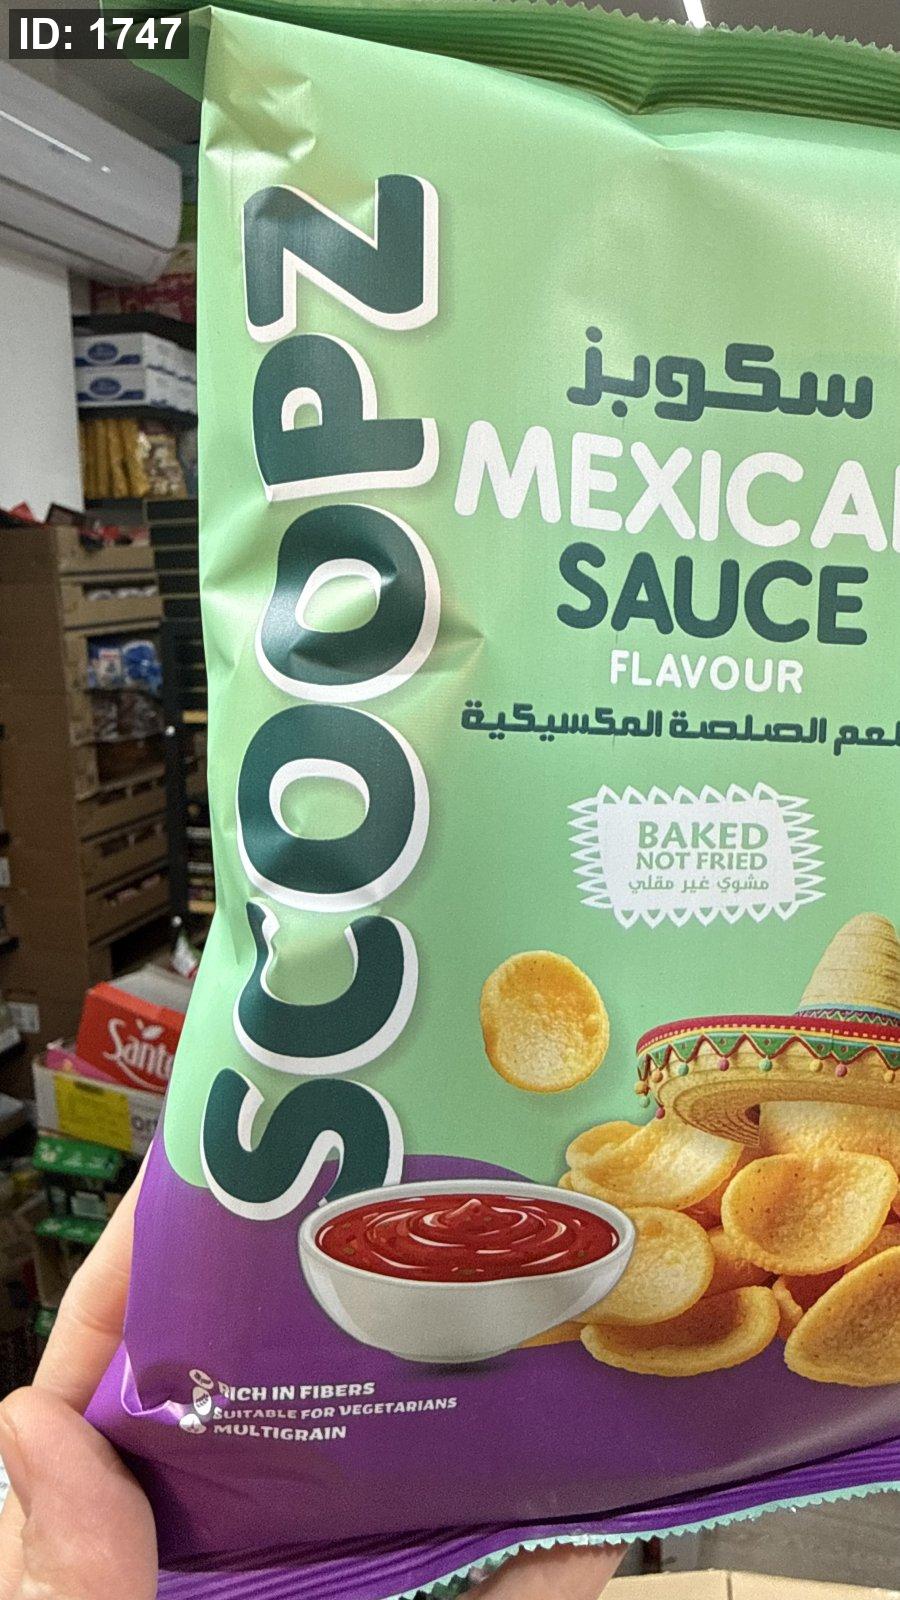 ID: 1747
SCOOPZ
سكوبز
MEXICA
SAUCE
FLAVOUR
الصلصة المكسيكية
BAKED
NOT FRIED
مشوي غير مقلي
Sant
RICH IN FIBERS
SUITABLE FOR VEGETARIANS
MULTIGRAIN